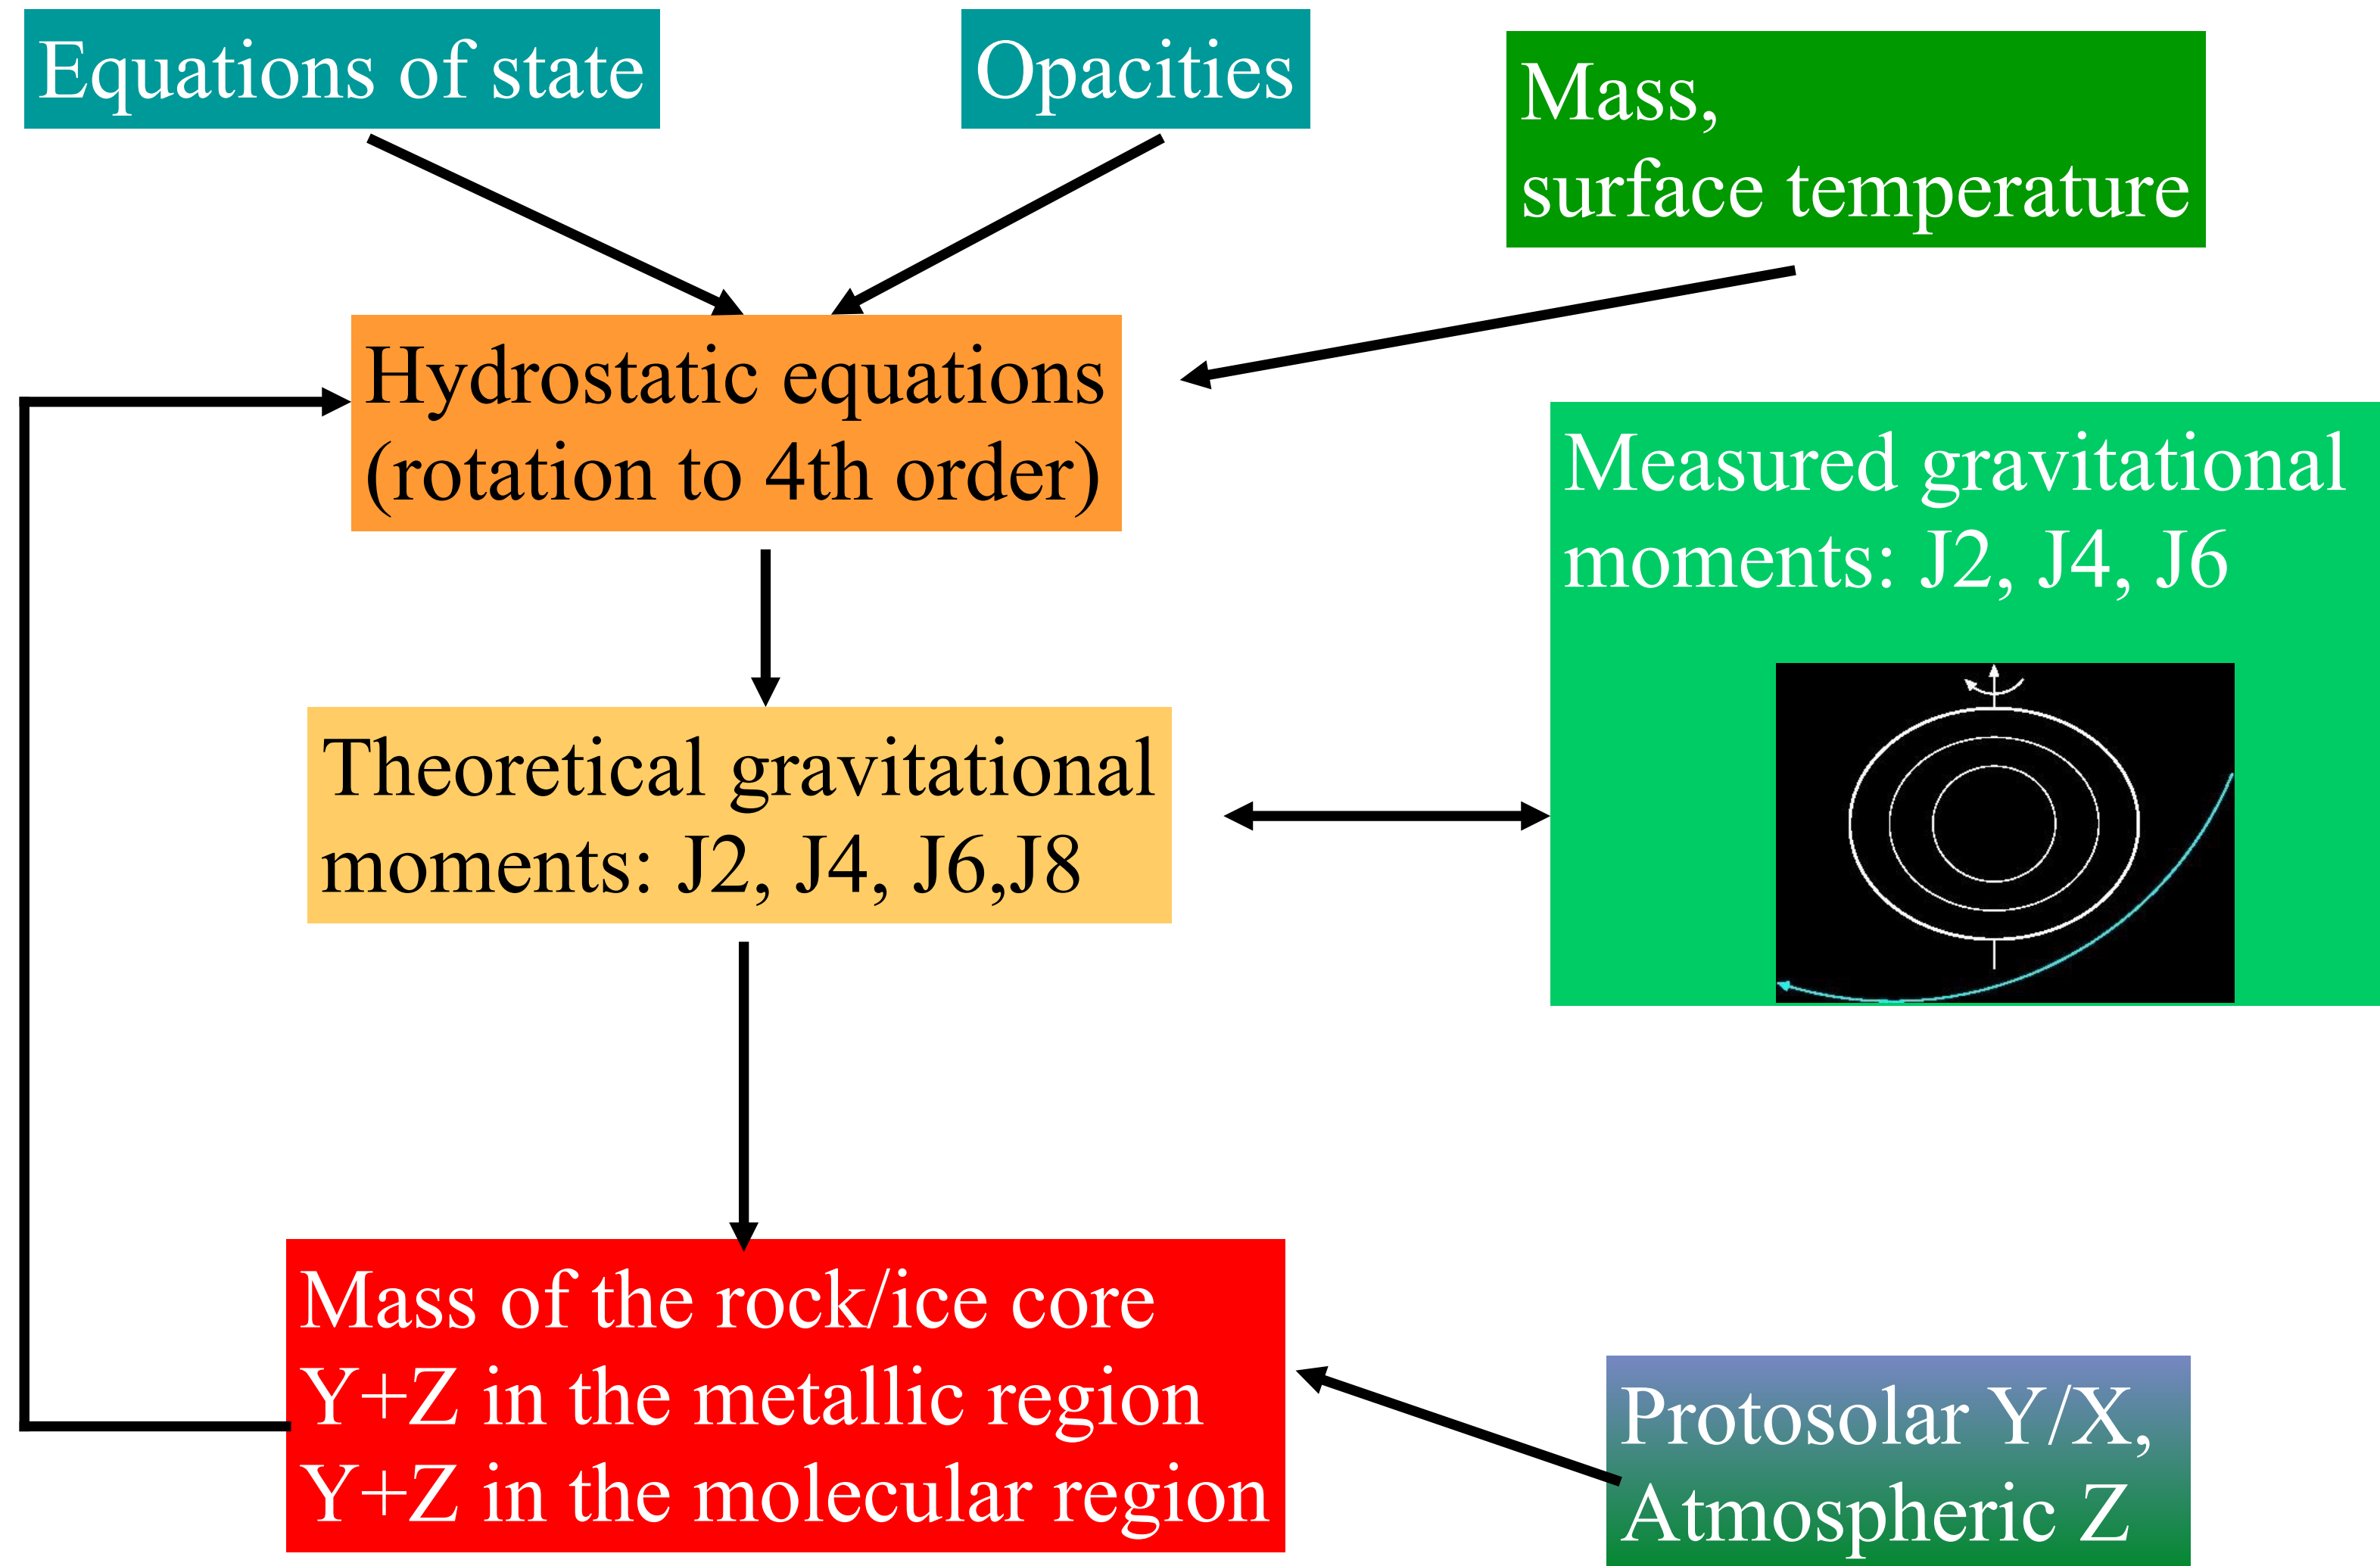 Equations of state
Opacities
Mass,
surface temperature
Hydrostatic equations
(rotation to 4th order)
Measured gravitational
moments: J2, J4, J6
Theoretical gravitational
moments: J2, J4, J6,J8
Mass of the rock/ice core
Y+Z in the metallic region
Y+Z in the molecular region
Protosolar Y/X,
Atmospheric Z